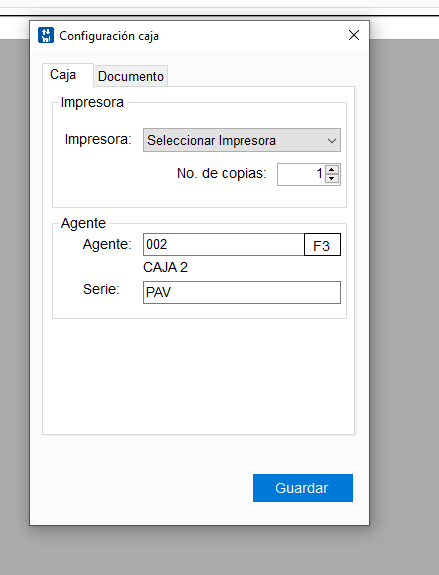 Configuración caja
Caja
Documento
Impresora
Impresora: Seleccionar Impresora
No. de copias: 1
Agente
Agente: 002 F3
CAJA 2
Serie: PAV
Guardar